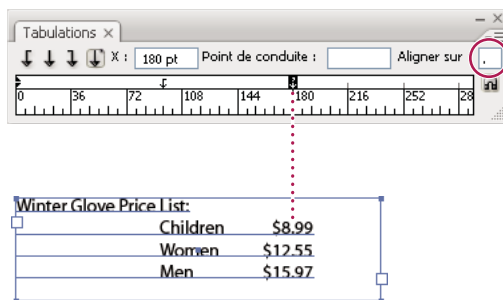 Tabulations ×
X : 180 pt Point de conduite : Aligner sur .
0 36 72 108 144 180 216 252 28
Winter Glove Price List:
Children $8.99
Women $12.55
Men $15.97